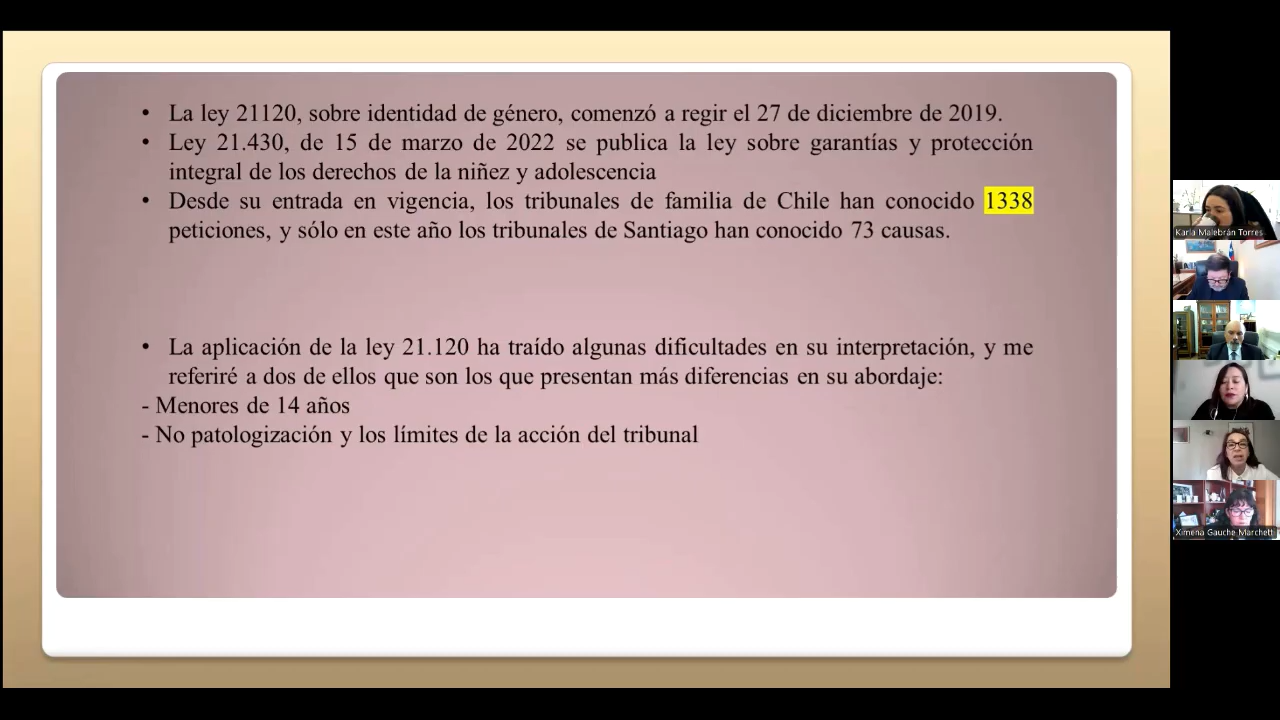 • La ley 21120, sobre identidad de género, comenzó a regir el 27 de diciembre de 2019.
• Ley 21.430, de 15 de marzo de 2022 se publica la ley sobre garantías y protección
integral de los derechos de la niñez y adolescencia
• Desde su entrada en vigencia, los tribunales de familia de Chile han conocido 1338
peticiones, y sólo en este año los tribunales de Santiago han conocido 73 causas.
• La aplicación de la ley 21.120 ha traído algunas dificultades en su interpretación, y me
referiré a dos de ellos que son los que presentan más diferencias en su abordaje:
- Menores de 14 años
- No patologización y los límites de la acción del tribunal
Karla Malebrán Torres
Ximena Gauche Marchett